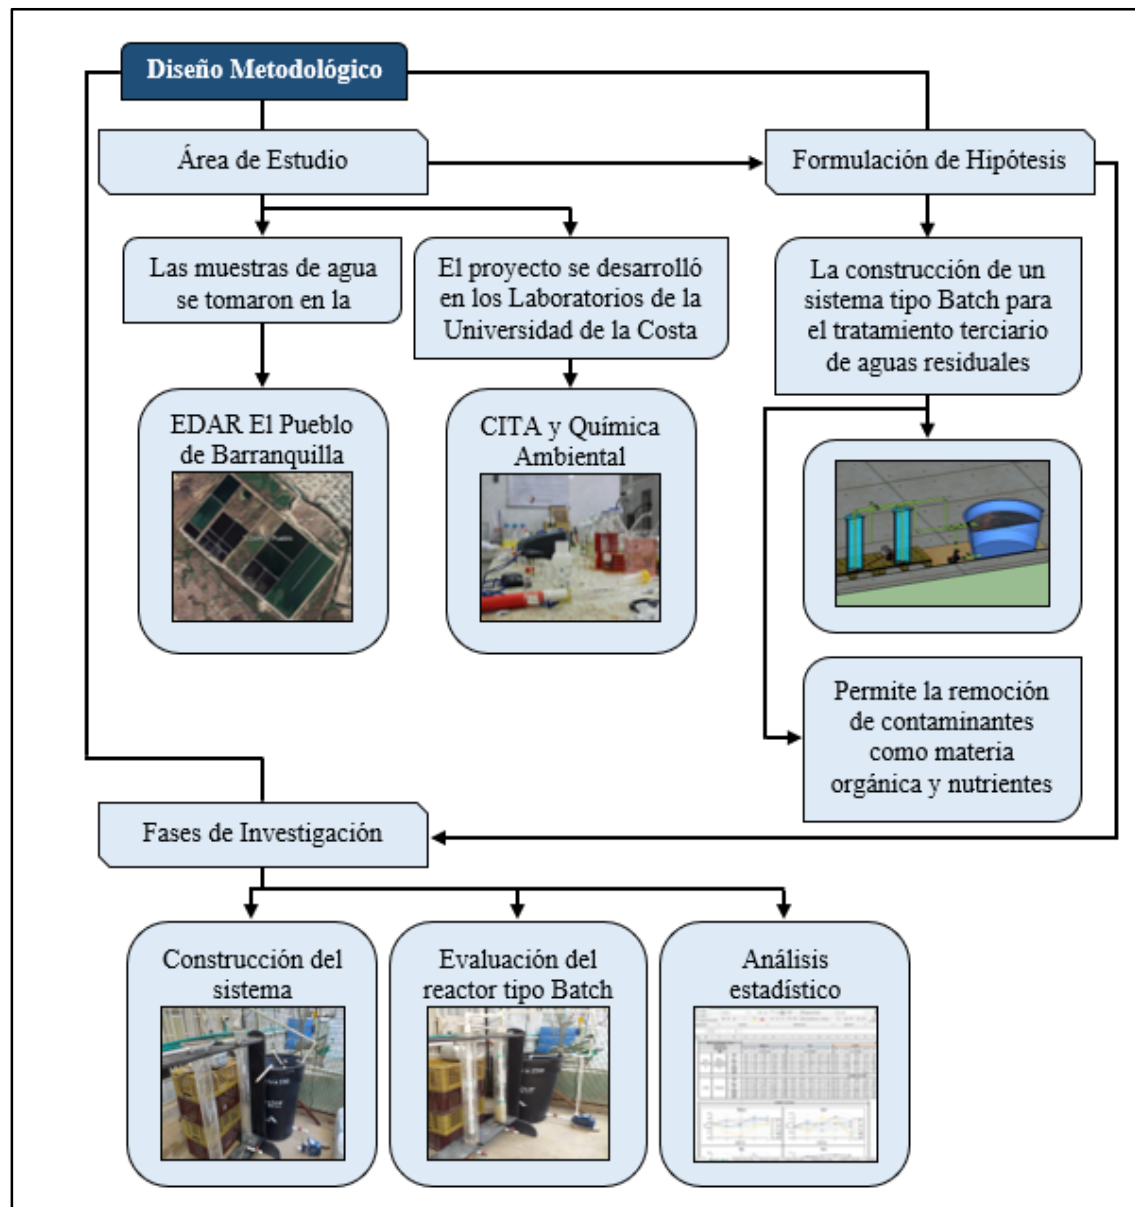 Diseño Metodológico
Área de Estudio
Formulación de Hipótesis
Las muestras de agua
se tomaron en la
El proyecto se desarrolló
en los Laboratorios de la
Universidad de la Costa
La construcción de un
sistema tipo Batch para
el tratamiento terciario
de aguas residuales
EDAR El Pueblo
de Barranquilla
CITA y Química
Ambiental
Permite la remoción
de contaminantes
como materia
orgánica y nutrientes
Fases de Investigación
Construcción del
sistema
Evaluación del
reactor tipo Batch
Análisis
estadístico